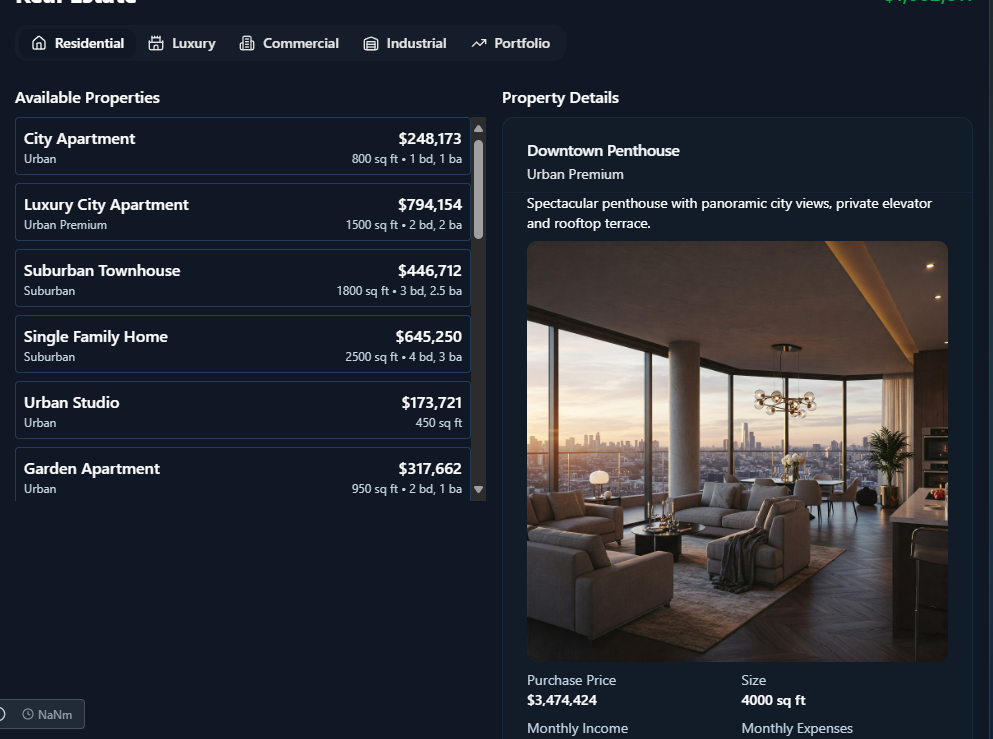 Real Estate
Residential
Luxury
Commercial
Industrial
Portfolio
Available Properties
City Apartment
$248,173
Urban
800 sq ft • 1 bd, 1 ba
Luxury City Apartment
$794,154
Urban Premium
1500 sq ft • 2 bd, 2 ba
Suburban Townhouse
$446,712
Suburban
1800 sq ft • 3 bd, 2.5 ba
Single Family Home
$645,250
Suburban
2500 sq ft • 4 bd, 3 ba
Urban Studio
$173,721
Urban
450 sq ft
Garden Apartment
$317,662
Urban
950 sq ft • 2 bd, 1 ba
NaNm
Property Details
Downtown Penthouse
Urban Premium
Spectacular penthouse with panoramic city views, private elevator
and rooftop terrace.
Purchase Price
$3,474,424
Size
4000 sq ft
Monthly Income
Monthly Expenses